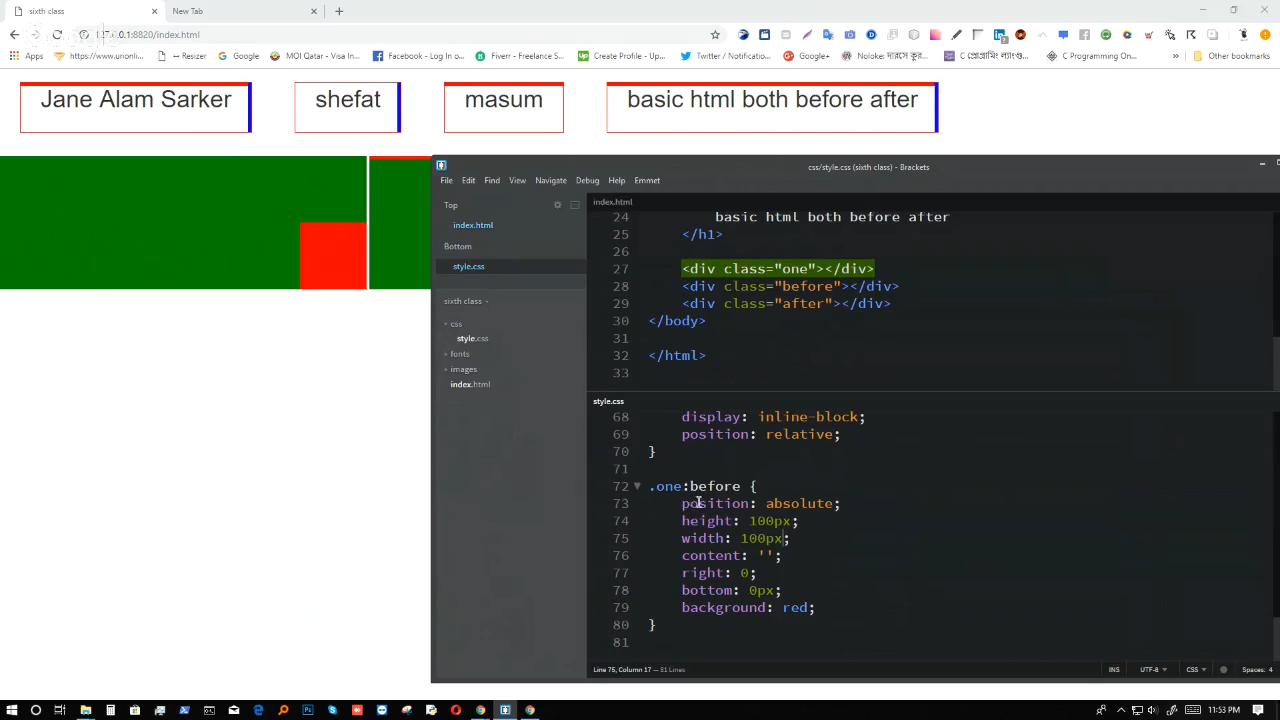 sixth class
New Tab
127.0.0.1:8820/index.html
Apps https://www.urionli... ↔ Resizer Google MOI Qatar - Visa In... Facebook - Log In o... Fiverr - Freelance S... Create Profile - Up... Twitter / Notificatio... Google+ C Programming On... Other bookmarks
Jane Alam Sarker shefat masum basic html both before after
css/style.css (sixth class) - Brackets
File Edit Find View Navigate Debug Help Emmet
Top
index.html
Bottom
style.css
sixth class
css
style.css
fonts
images
index.html
index.html
24 basic html both before after
25 </h1>
26
27 <div class="one"></div>
28 <div class="before"></div>
29 <div class="after"></div>
30 </body>
31
32 </html>
33
style.css
68 display: inline-block;
69 position: relative;
70 }
71
72 .one:before {
73 position: absolute;
74 height: 100px;
75 width: 100px;
76 content: '';
77 right: 0;
78 bottom: 0px;
79 background: red;
80 }
81
Line 75, Column 17 — 81 Lines
INS UTF-8 CSS Spaces: 4
11:53 PM